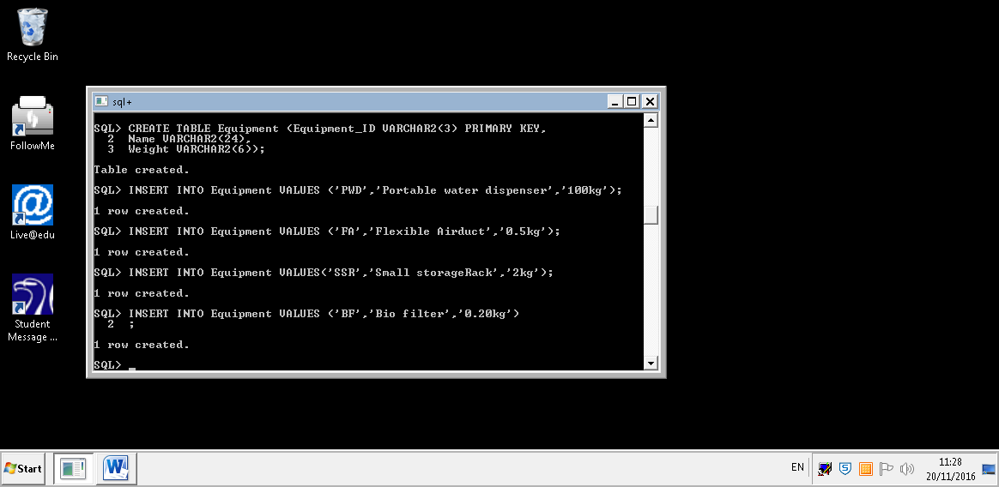 Recycle Bin
FollowMe
Live@edu
Student
Message ...
sql+
SQL> CREATE TABLE Equipment (Equipment_ID VARCHAR2(3) PRIMARY KEY,
2 Name VARCHAR2(24),
3 Weight VARCHAR2(6));
Table created.
SQL> INSERT INTO Equipment VALUES ('PWD','Portable water dispenser','100kg');
1 row created.
SQL> INSERT INTO Equipment VALUES ('FA','Flexible Airduct','0.5kg');
1 row created.
SQL> INSERT INTO Equipment VALUES('SSR','Small storageRack','2kg');
1 row created.
SQL> INSERT INTO Equipment VALUES ('BF','Bio filter','0.20kg')
2 ;
1 row created.
SQL> _
Start
EN
11:28
20/11/2016